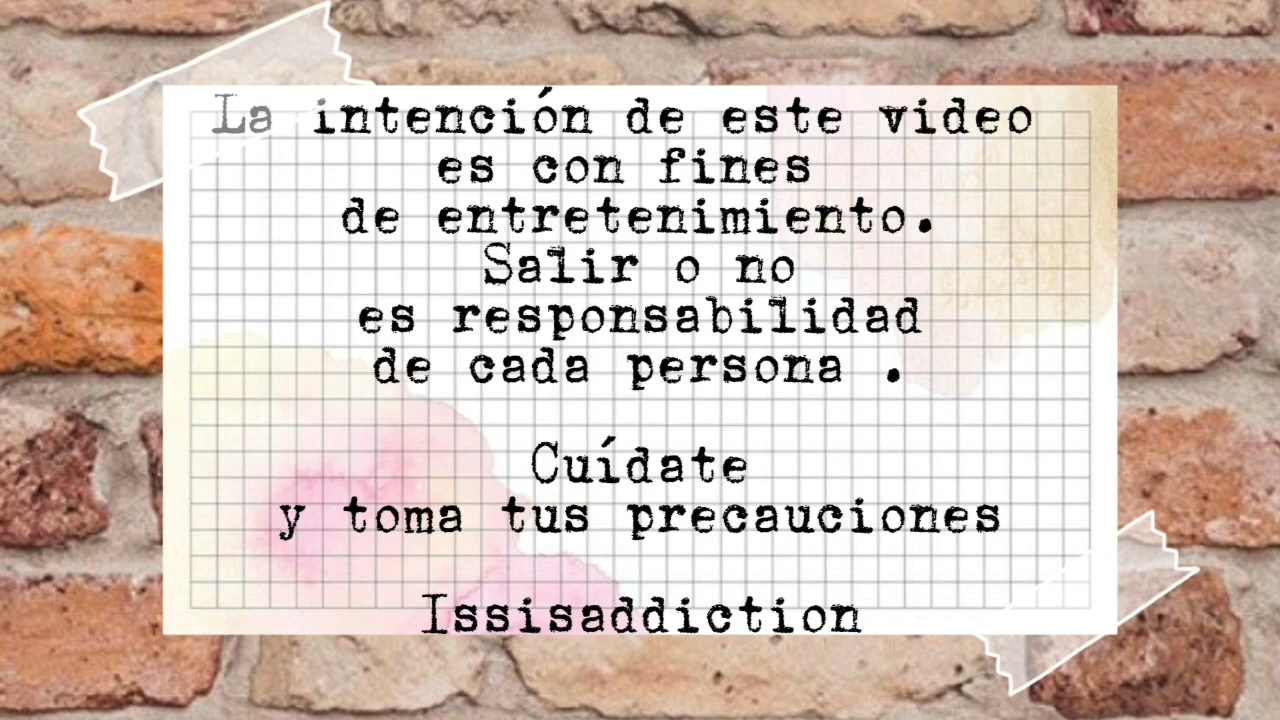 La intención de este video
es con fines
de entretenimiento.
Salir o no
es responsabilidad
de cada persona .
Cuídate
y toma tus precauciones
Issisaddiction